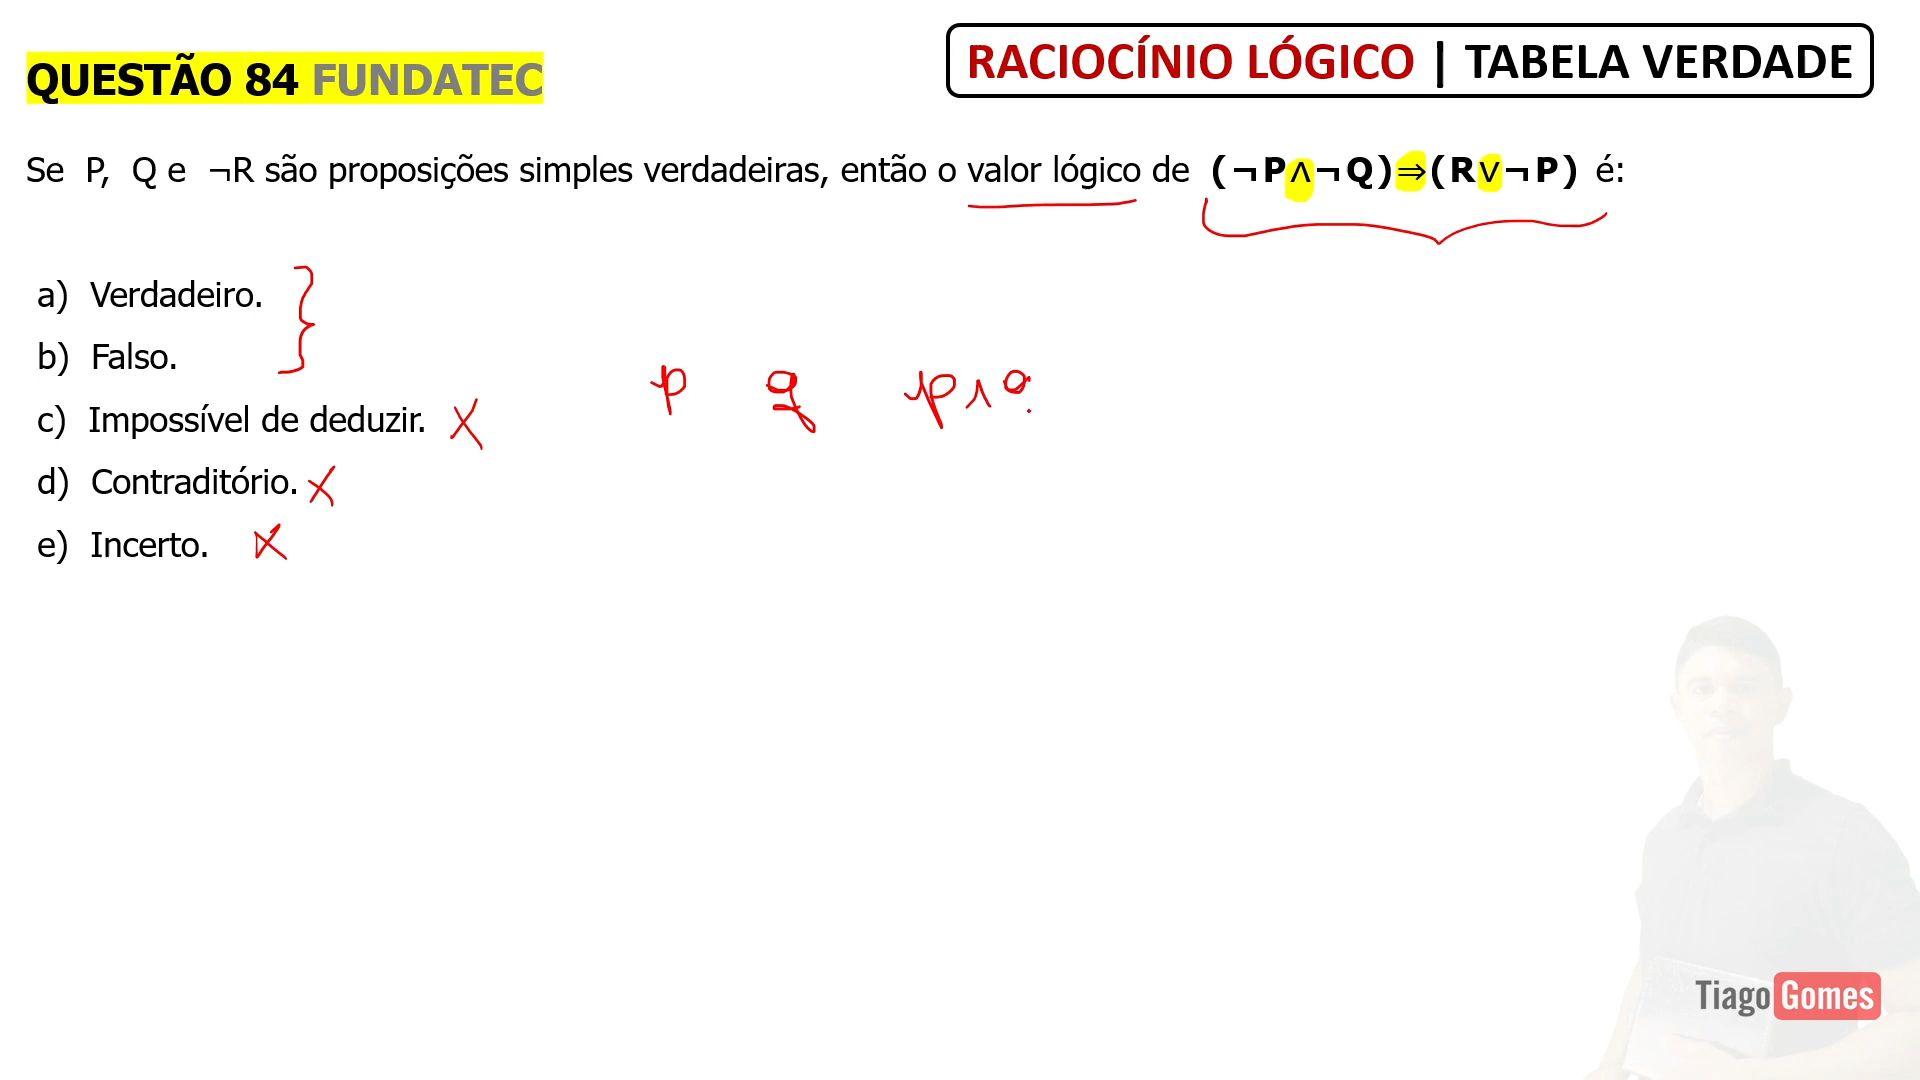 RACIOCÍNIO LÓGICO | TABELA VERDADE
QUESTÃO 84 FUNDATEC
Se P, Q e ¬R são proposições simples verdadeiras, então o valor lógico de (¬P∧¬Q)⇒(R∨¬P) é:
a) Verdadeiro.
b) Falso.
c) Impossível de deduzir.
d) Contraditório.
e) Incerto.
p q p∧q
Tiago Gomes